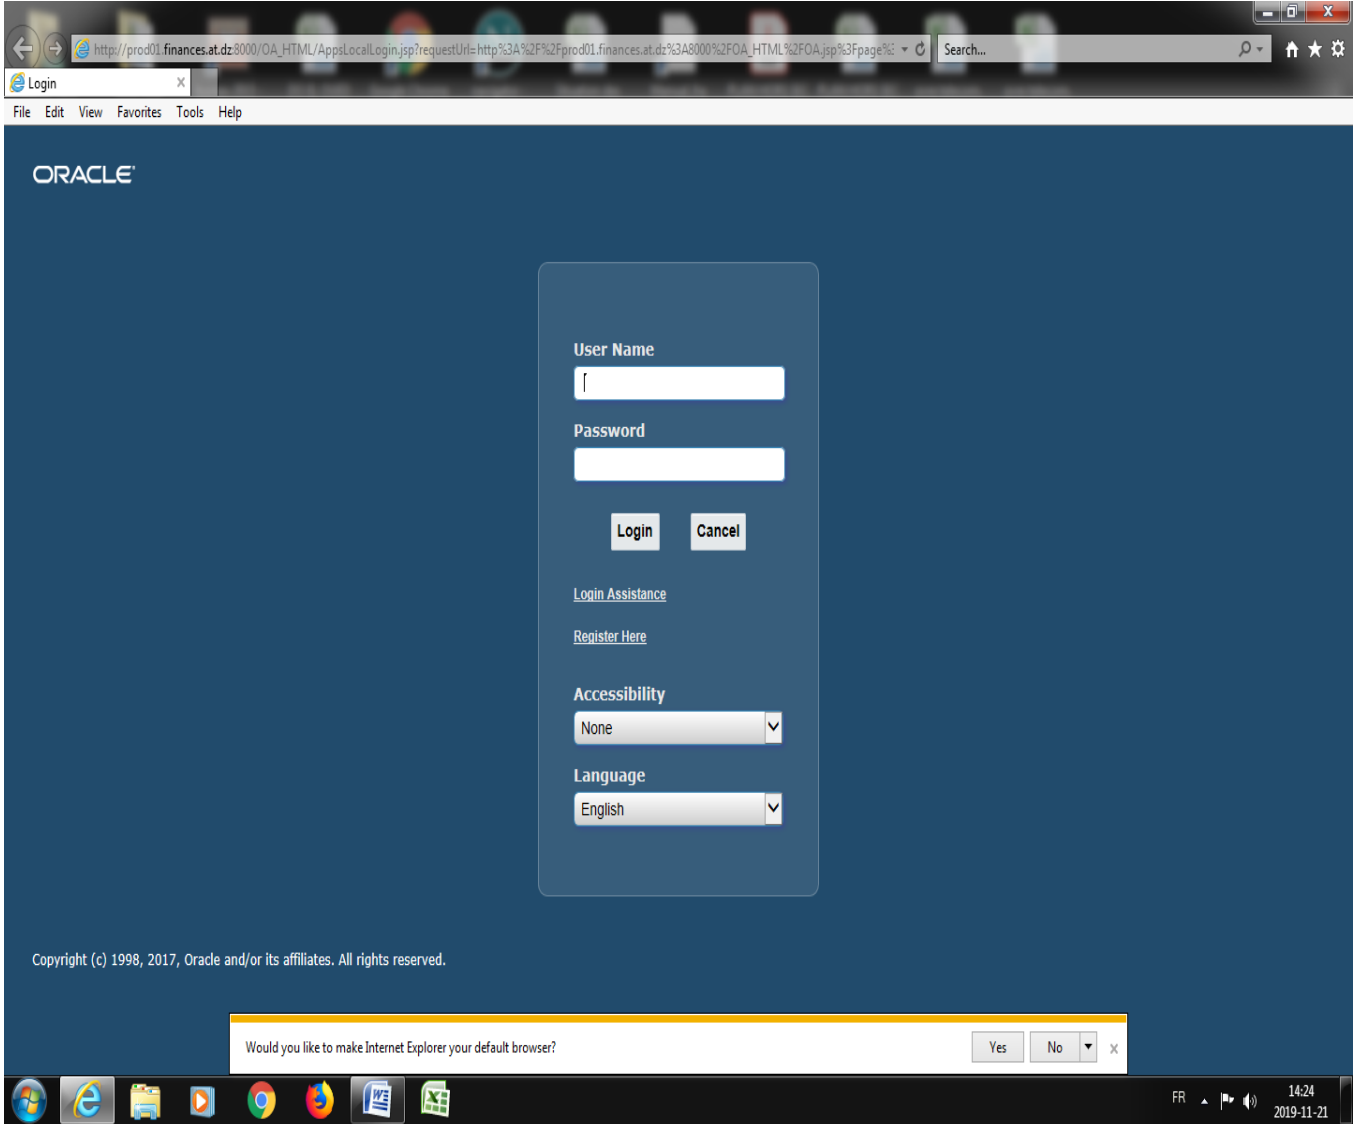 http://prod01.finances.at.dz:8000/OA_HTML/AppsLocalLogin.jsp?requestUrl=http%3A%2F%2Fprod01.finances.at.dz%3A8000%2FOA_HTML%2FOA.jsp%3Fpage%3 Search...
Login
File Edit View Favorites Tools Help
ORACLE
User Name
Password
Login Cancel
Login Assistance
Register Here
Accessibility
None
Language
English
Copyright (c) 1998, 2017, Oracle and/or its affiliates. All rights reserved.
Would you like to make Internet Explorer your default browser? Yes No
FR 14:24
2019-11-21